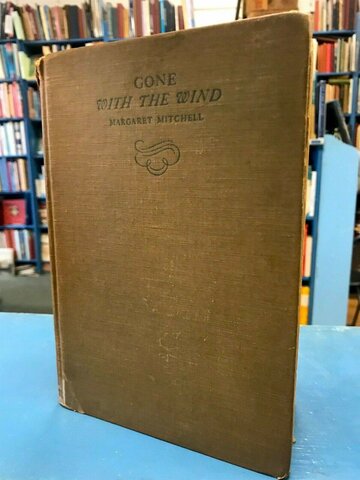 GONE
WITH THE WIND
MARGARET MITCHELL